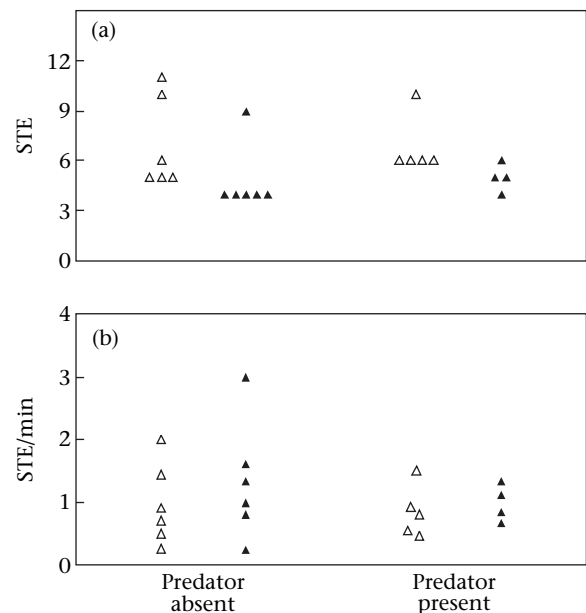 (a)
12
9
6
3
0
STE
(b)
4
3
2
1
0
STE/min
Predator
absent
Predator
present